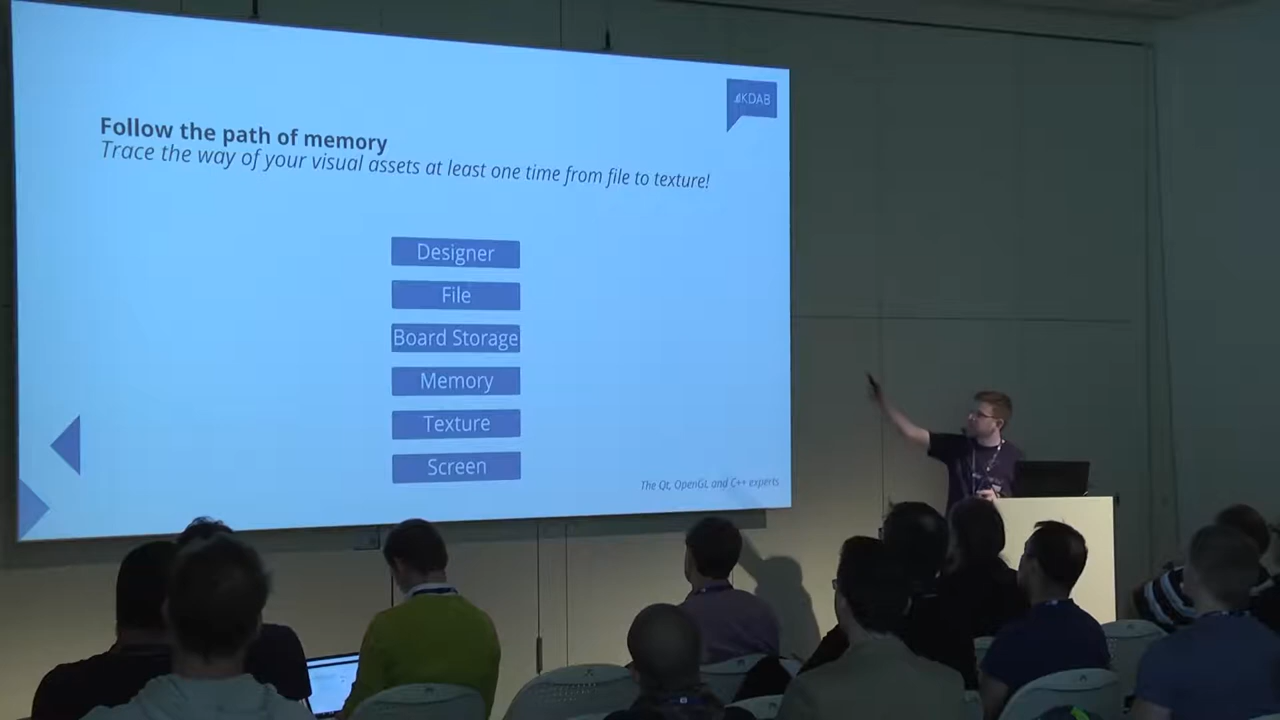 KDAB
Follow the path of memory
Trace the way of your visual assets at least one time from file to texture!
Designer
File
Board Storage
Memory
Texture
Screen
The Qt, OpenGL and C++ experts